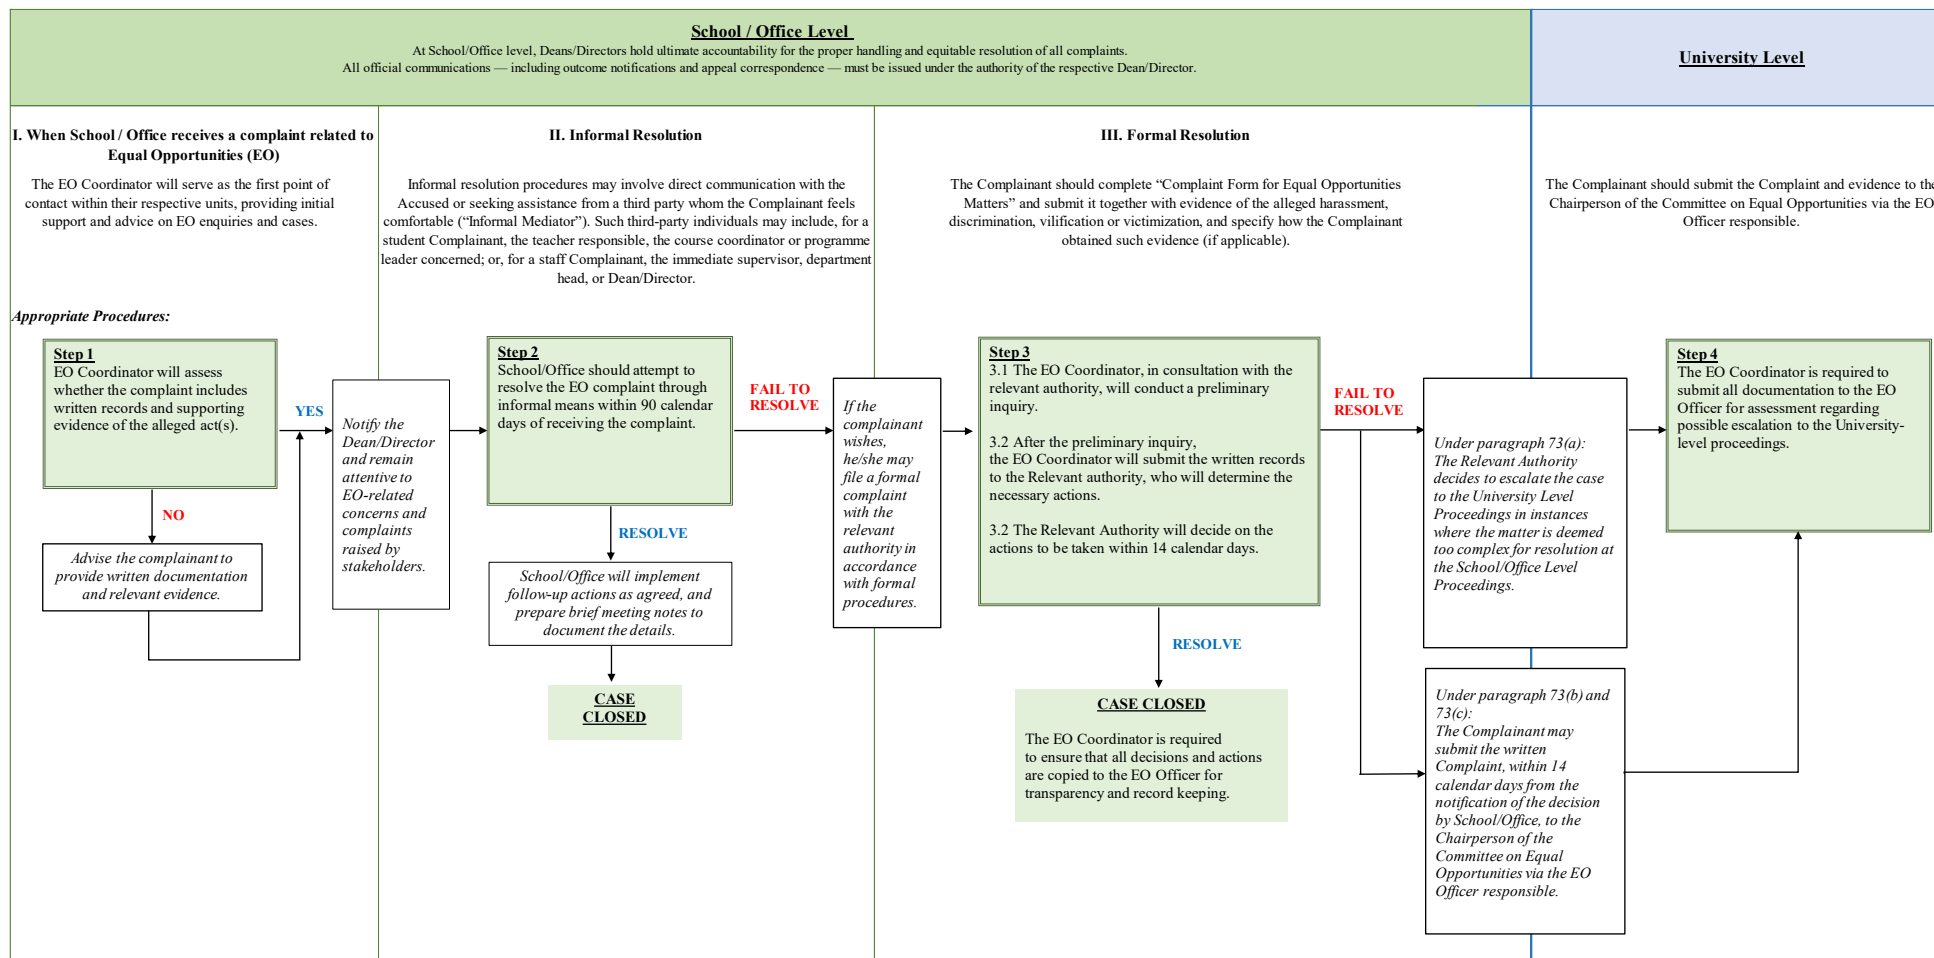 School / Office Level
At School/Office level, Deans/Directors hold ultimate accountability for the proper handling and equitable resolution of all complaints.
All official communications — including outcome notifications and appeal correspondence — must be issued under the authority of the respective Dean/Director.
University Level
I. When School / Office receives a complaint related to
Equal Opportunities (EO)
The EO Coordinator will serve as the first point of
contact within their respective units, providing initial
support and advice on EO enquiries and cases.
II. Informal Resolution
Informal resolution procedures may involve direct communication with the
Accused or seeking assistance from a third party whom the Complainant feels
comfortable (“Informal Mediator”). Such third-party individuals may include, for a
student Complainant, the teacher responsible, the course coordinator or programme
leader concerned; or, for a staff Complainant, the immediate supervisor, department
head, or Dean/Director.
III. Formal Resolution
The Complainant should complete “Complaint Form for Equal Opportunities
Matters” and submit it together with evidence of the alleged harassment,
discrimination, vilification or victimization, and specify how the Complainant
obtained such evidence (if applicable).
The Complainant should submit the Complaint and evidence to the
Chairperson of the Committee on Equal Opportunities via the EO
Officer responsible.
Appropriate Procedures:
Step 1
EO Coordinator will assess
whether the complaint includes
written records and supporting
evidence of the alleged act(s).
YES
NO
Advise the complainant to
provide written documentation
and relevant evidence.
Notify the
Dean/Director
and remain
attentive to
EO-related
concerns and
complaints
raised by
stakeholders.
Step 2
School/Office should attempt to
resolve the EO complaint through
informal means within 90 calendar
days of receiving the complaint.
FAIL TO
RESOLVE
RESOLVE
School/Office will implement
follow-up actions as agreed, and
prepare brief meeting notes to
document the details.
CASE
CLOSED
If the
complainant
wishes,
he/she may
file a formal
complaint
with the
relevant
authority in
accordance
with formal
procedures.
Step 3
3.1 The EO Coordinator, in consultation with the
relevant authority, will conduct a preliminary
inquiry.
3.2 After the preliminary inquiry,
the EO Coordinator will submit the written records
to the Relevant authority, who will determine the
necessary actions.
3.2 The Relevant Authority will decide on the
actions to be taken within 14 calendar days.
FAIL TO
RESOLVE
RESOLVE
CASE CLOSED
The EO Coordinator is required
to ensure that all decisions and actions
are copied to the EO Officer for
transparency and record keeping.
Under paragraph 73(a):
The Relevant Authority
decides to escalate the case
to the University Level
Proceedings in instances
where the matter is deemed
too complex for resolution at
the School/Office Level
Proceedings.
Under paragraph 73(b) and
73(c):
The Complainant may
submit the written
Complaint, within 14
calendar days from the
notification of the decision
by School/Office, to the
Chairperson of the
Committee on Equal
Opportunities via the EO
Officer responsible.
Step 4
The EO Coordinator is required to
submit all documentation to the EO
Officer for assessment regarding
possible escalation to the University-
level proceedings.